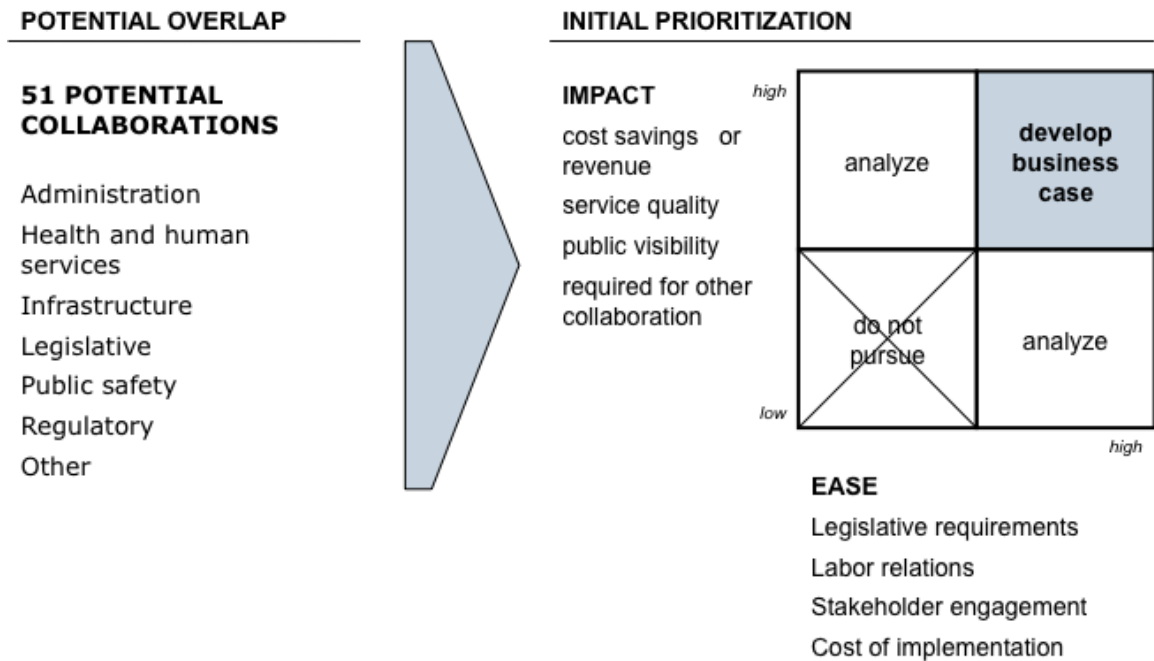 POTENTIAL OVERLAP
51 POTENTIAL
COLLABORATIONS
Administration
Health and human
services
Infrastructure
Legislative
Public safety
Regulatory
Other
INITIAL PRIORITIZATION
IMPACT
cost savings or
revenue
service quality
public visibility
required for other
collaboration
high
analyze
develop
business
case
do not
pursue
analyze
low
high
EASE
Legislative requirements
Labor relations
Stakeholder engagement
Cost of implementation